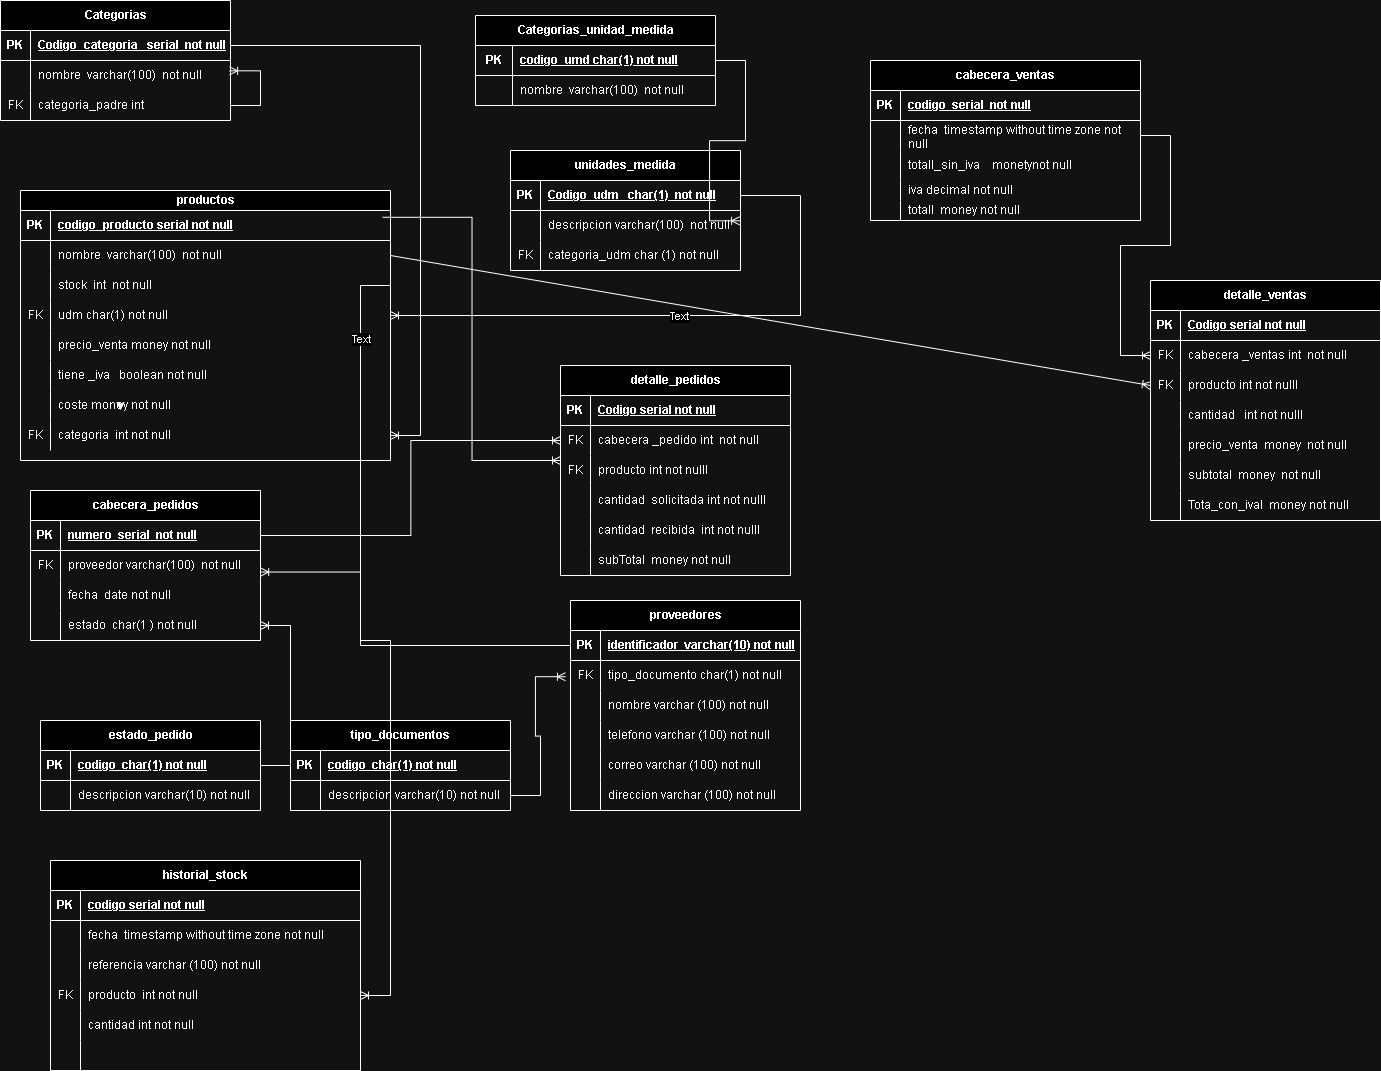 Categorias
PK Codigo_categoria_ serial not null
nombre varchar(100) not null
FK categoria_padre int
Categorias_unidad_medida
PK codigo_umd char(1) not null
nombre varchar(100) not null
cabecera_ventas
PK codigo_serial not null
fecha timestamp without time zone not
null
totall_sin_iva monetynot null
iva decimal not null
totall money not null
unidades_medida
PK Codigo_udm_ char(1) not null
descripcion varchar(100) not null
FK categoria_udm char (1) not null
productos
PK codigo_producto serial not null
nombre varchar(100) not null
stock int not null
FK udm char(1) not null
precio_venta money not null
tiene _iva boolean not null
coste money not null
FK categoria int not null
Text
Text
detalle_ventas
PK Codigo serial not null
FK cabecera _ventas int not null
FK producto int not nulll
cantidad int not nulll
precio_venta money not null
subtotal money not null
Tota_con_ival money not null
detalle_pedidos
PK Codigo serial not null
FK cabecera _pedido int not null
FK producto int not nulll
cantidad solicitada int not nulll
cantidad recibida int not nulll
subTotal money not null
cabecera_pedidos
PK numero_serial not null
FK proveedor varchar(100) not null
fecha date not null
estado char(1 ) not null
proveedores
PK identificador varchar(10) not null
FK tipo_documento char(1) not null
nombre varchar (100) not null
telefono varchar (100) not null
correo varchar (100) not null
direccion varchar (100) not null
estado_pedido
PK codigo_char(1) not null
descripcion varchar(10) not null
tipo_documentos
PK codigo_char(1) not null
descripcion varchar(10) not null
historial_stock
PK codigo serial not null
fecha timestamp without time zone not null
referencia varchar (100) not null
FK producto int not null
cantidad int not null